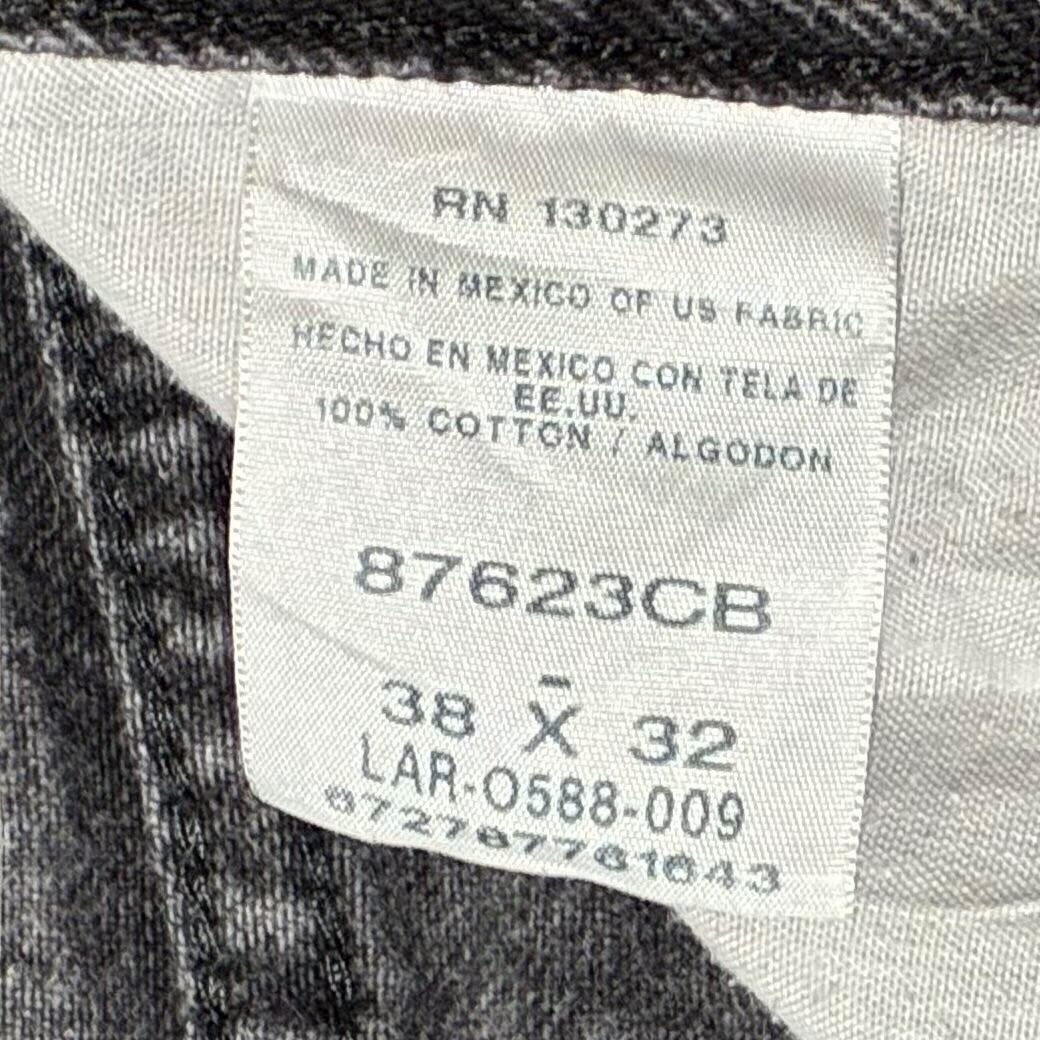 RN 130273
MADE IN MEXICO OF US FABRIC
HECHO EN MEXICO CON TELA DE
EE.UU.
100% COTTON / ALGODON
87623CB
38 X 32
LAR-0588-009